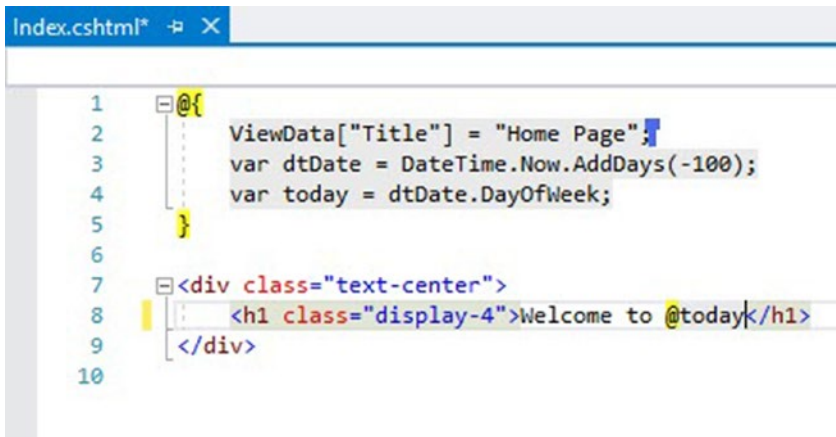 Index.cshtml*
1 @{
2 ViewData["Title"] = "Home Page";
3 var dtDate = DateTime.Now.AddDays(-100);
4 var today = dtDate.DayOfWeek;
5 }
6
7 <div class="text-center">
8 <h1 class="display-4">Welcome to @today</h1>
9 </div>
10